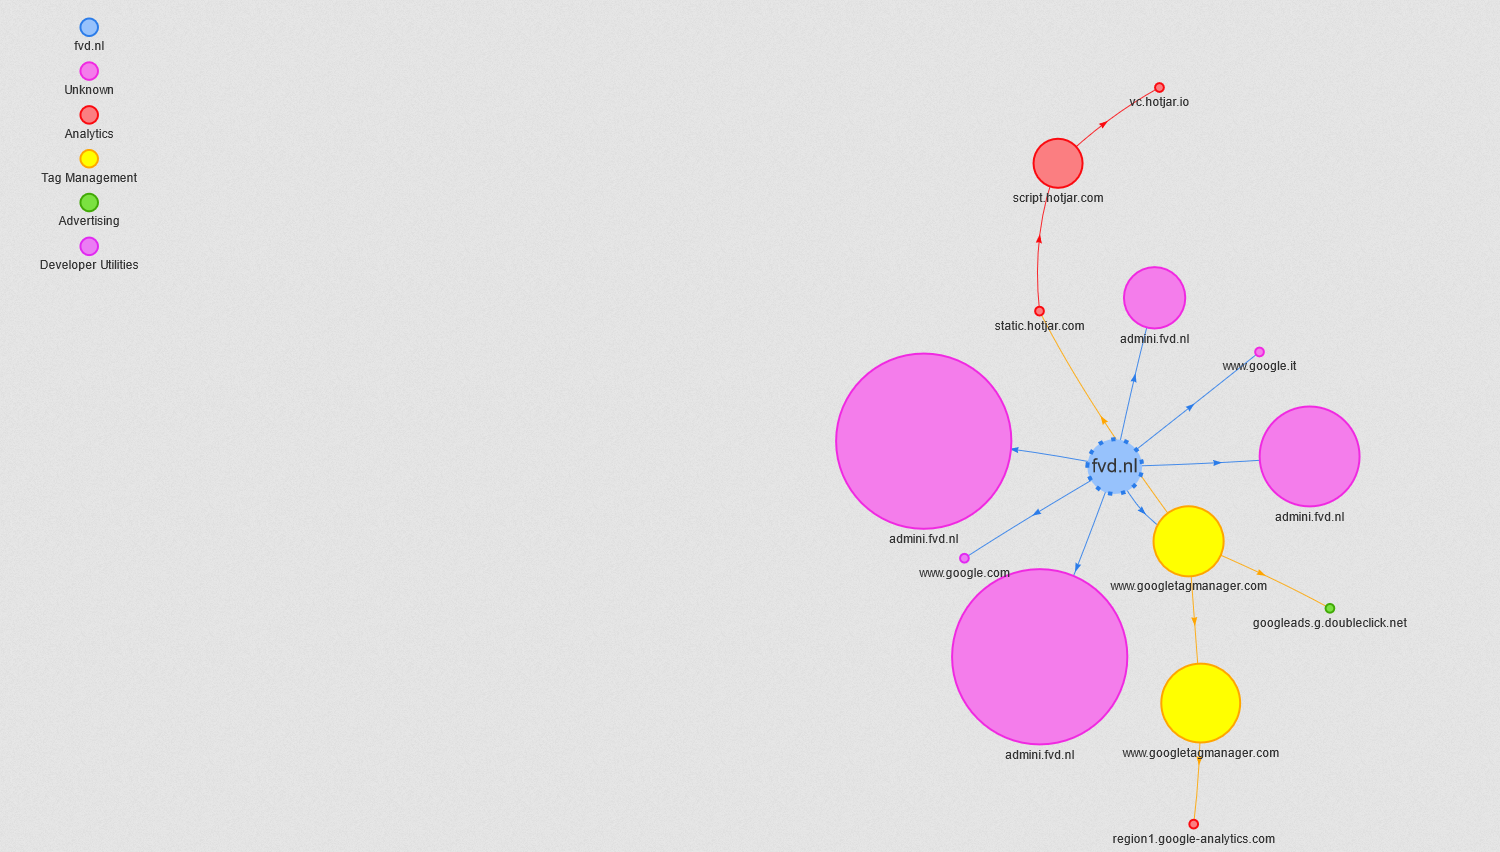 fvd.nl
Unknown
Analytics
Tag Management
Advertising
Developer Utilities
vc.hotjar.io
script.hotjar.com
static.hotjar.com
admini.fvd.nl
www.google.it
fvd.nl
admini.fvd.nl
admini.fvd.nl
www.google.com
www.googletagmanager.com
googleads.g.doubleclick.net
admini.fvd.nl
www.googletagmanager.com
region1.google-analytics.com